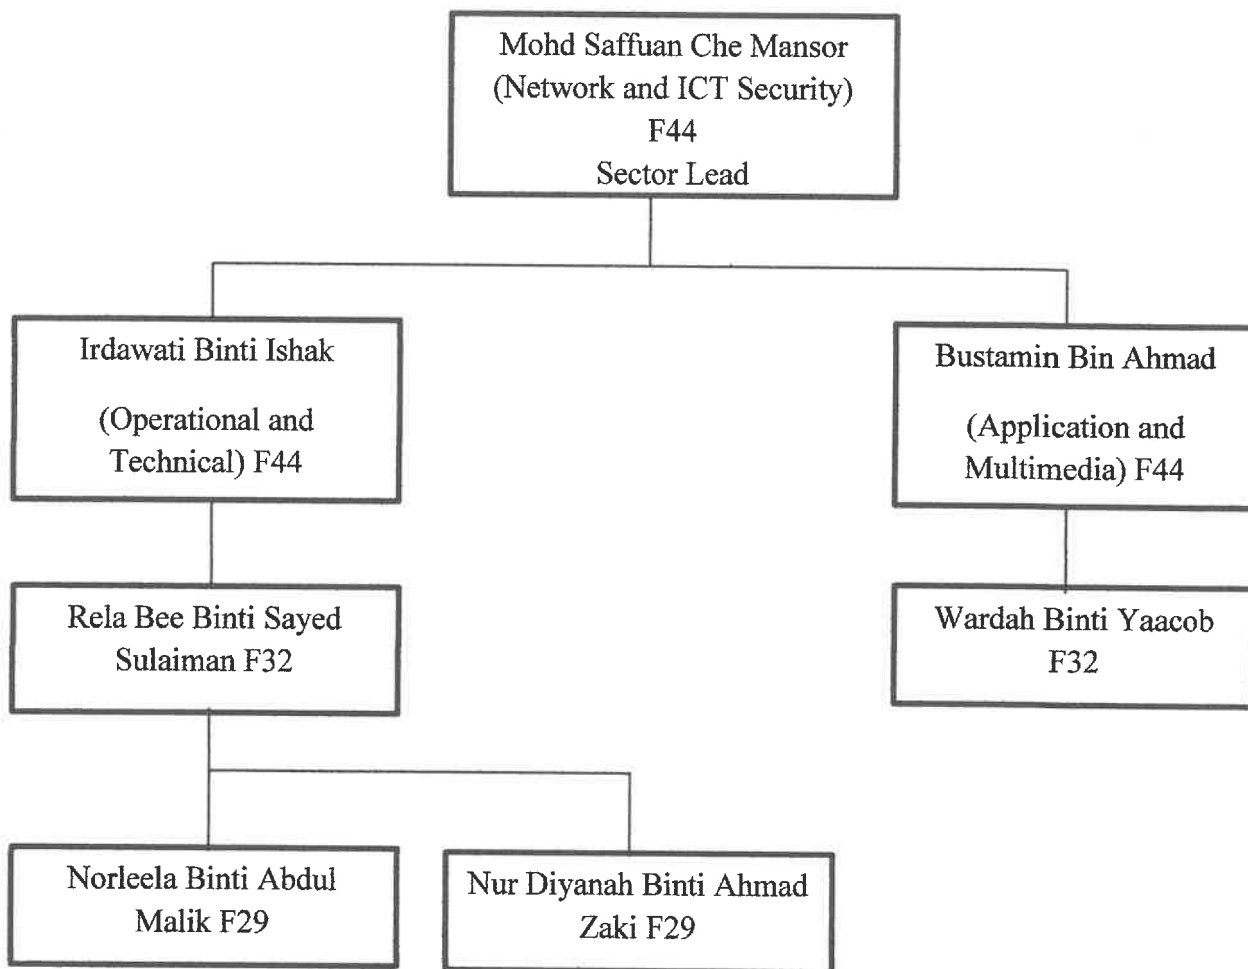 Mohd Saffuan Che Mansor
(Network and ICT Security)
F44
Sector Lead
Irdawati Binti Ishak
(Operational and
Technical) F44
Bustamin Bin Ahmad
(Application and
Multimedia) F44
Rela Bee Binti Sayed
Sulaiman F32
Wardah Binti Yaacob
F32
Norleela Binti Abdul
Malik F29
Nur Diyanah Binti Ahmad
Zaki F29